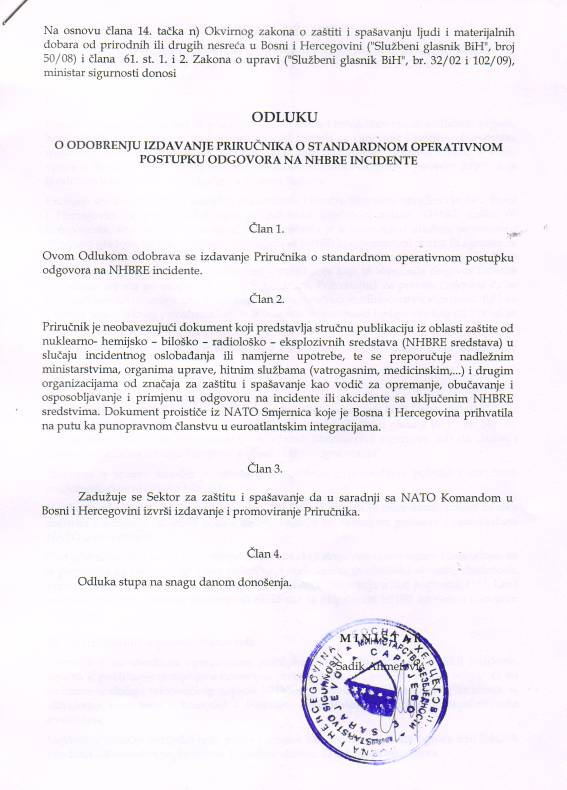 Na osnovu člana 14. tačka n) Okvirnog zakona o zaštiti i spašavanju ljudi i materijalnih
dobara od prirodnih ili drugih nesreća u Bosni i Hercegovini ("Službeni glasnik BiH", broj
50/08) i člana 61. st. 1. i 2. Zakona o upravi ("Službeni glasnik BiH", br. 32/02 i 102/09),
ministar sigurnosti donosi
ODLUKU
O ODOBRENJU IZDAVANJE PRIRUČNIKA O STANDARDNOM OPERATIVNOM
POSTUPKU ODGOVORA NA NHBRE INCIDENTE
Član 1.
Ovom Odlukom odobrava se izdavanje Priručnika o standardnom operativnom postupku
odgovora na NHBRE incidente.
Član 2.
Priručnik je neobavezujući dokument koji predstavlja stručnu publikaciju iz oblasti zaštite od
nuklearno- hemijsko – biloško – radiološko – eksplozivnih sredstava (NHBRE sredstava) u
slučaju incidentnog oslobađanja ili namjerne upotrebe, te se preporučuje nadležnim
ministarstvima, organima uprave, hitnim službama (vatrogasnim, medicinskim,...) i drugim
organizacijama od značaja za zaštitu i spašavanje kao vodič za opremanje, obučavanje i
osposobljavanje i primjenu u odgovoru na incidente ili akcidente sa uključenim NHBRE
sredstvima. Dokument proističe iz NATO Smjernica koje je Bosna i Hercegovina prihvatila
na putu ka punopravnom članstvu u euroatlantskim integracijama.
Član 3.
Zadužuje se Sektor za zaštitu i spašavanje da u saradnji sa NATO Komandom u
Bosni i Hercegovini izvrši izdavanje i promoviranje Priručnika.
Član 4.
Odluka stupa na snagu danom donošenja.
MINISTAR
Sadik Ahmetović